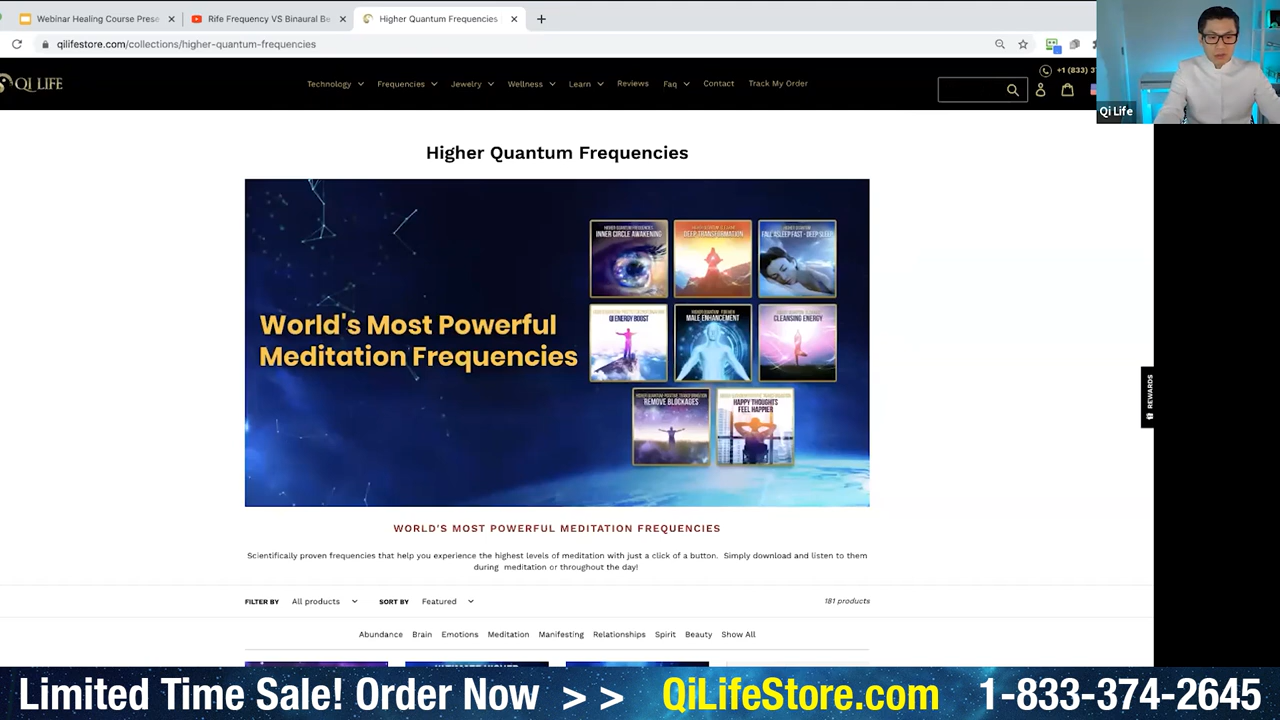 Webinar Healing Course Prese
Rife Frequency VS Binaural Be
Higher Quantum Frequencies
qilifestore.com/collections/higher-quantum-frequencies
QI LIFE
Technology Frequencies Jewelry Wellness Learn Reviews Faq Contact Track My Order
+1 (833) 37
Qi Life
Higher Quantum Frequencies
World's Most Powerful
Meditation Frequencies
INNER CIRCLE AWAKENING
DEEP TRANSFORMATION
FALL ASLEEP FAST - DEEP SLEEP
QI ENERGY BOOST
MALE ENHANCEMENT
CLEANSING ENERGY
REMOVE BLOCKAGES
HAPPY THOUGHTS
FEEL HAPPIER
REWARDS
WORLD'S MOST POWERFUL MEDITATION FREQUENCIES
Scientifically proven frequencies that help you experience the highest levels of meditation with just a click of a button. Simply download and listen to them
during meditation or throughout the day!
FILTER BY All products SORT BY Featured 181 products
Abundance Brain Emotions Meditation Manifesting Relationships Spirit Beauty Show All
Limited Time Sale! Order Now > > QiLifeStore.com 1-833-374-2645